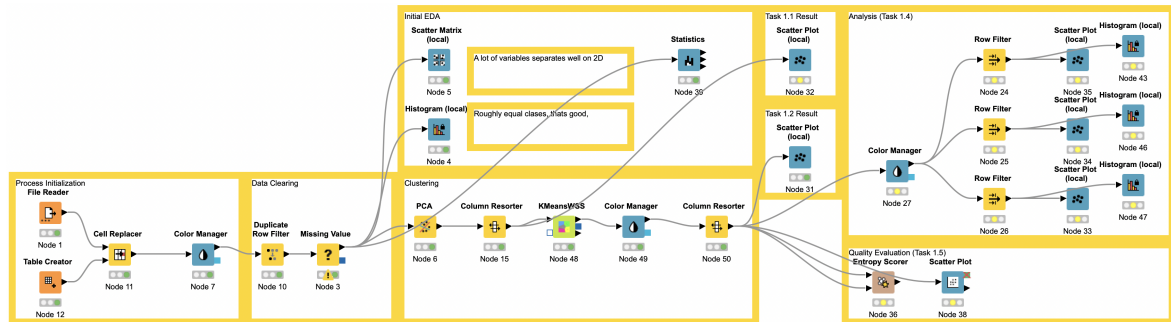 Initial EDA
Scatter Matrix
(local)
Node 5
A lot of variables separates well on 2D
Statistics
Node 39
Histogram (local)
Node 4
Roughly equal clases, thats good,
Task 1.1 Result
Scatter Plot
(local)
Node 32
Task 1.2 Result
Scatter Plot
(local)
Node 31
Analysis (Task 1.4)
Row Filter
Node 24
Scatter Plot
(local)
Node 35
Histogram (local)
Node 43
Row Filter
Node 25
Scatter Plot
(local)
Node 34
Histogram (local)
Node 46
Color Manager
Node 27
Row Filter
Node 26
Scatter Plot
(local)
Node 33
Histogram (local)
Node 47
Process Initialization
File Reader
Node 1
Table Creator
Node 12
Cell Replacer
Node 11
Color Manager
Node 7
Data Clearing
Duplicate
Row Filter
Node 10
Missing Value
Node 3
Clustering
PCA
Node 6
Column Resorter
Node 15
KMeansWSS
Node 48
Color Manager
Node 49
Column Resorter
Node 50
Quality Evaluation (Task 1.5)
Entropy Scorer
Node 36
Scatter Plot
Node 38